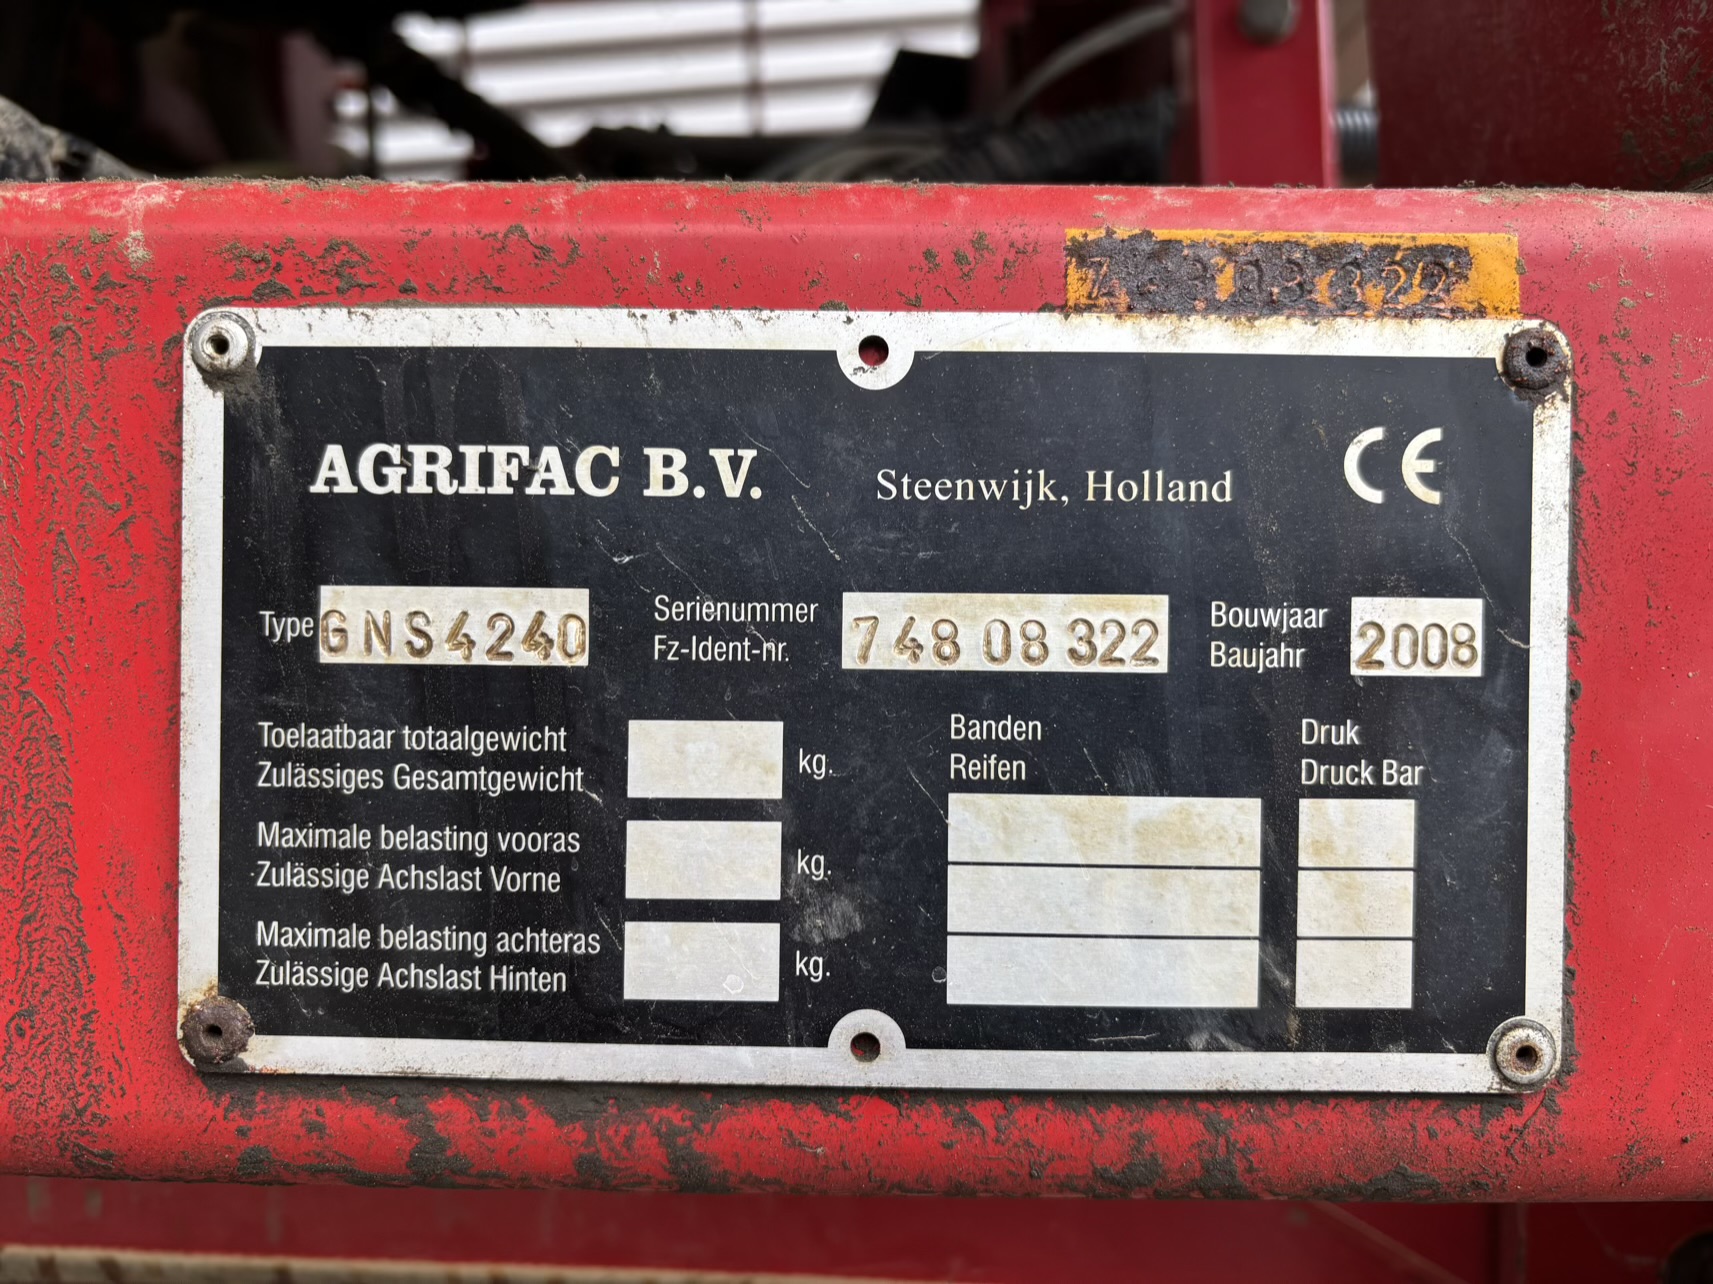 AGRIFAC B.V. Steenwijk, Holland CE
Type GNS4240
Serienummer
Fz-Ident-nr.
748 08 322
Bouwjaar
Baujahr
2008
Toelaatbaar totaalgewicht
Zulässiges Gesamtgewicht
kg.
Maximale belasting vooras
Zulässige Achslast Vorne
kg.
Maximale belasting achteras
Zulässige Achslast Hinten
kg.
Banden
Reifen
Druk
Druck Bar